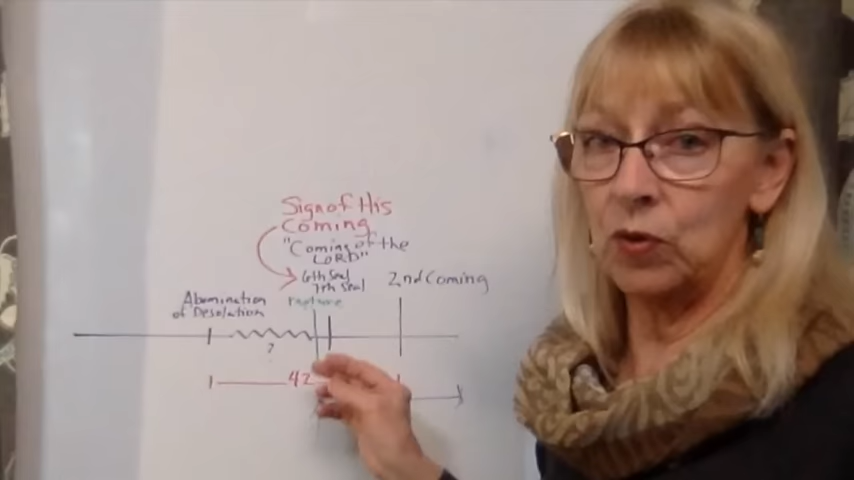 Sign of His
Coming
"Coming of the
LORD"
6th Seal
7th Seal
2nd Coming
Abomination
of Desolation
rapture
?
42